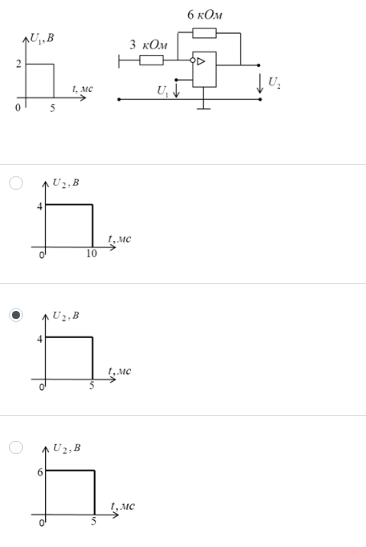 6 кОм
U₁, В
3 кОм
2
t, мс
U₁
U₂
0
5
U₂, В
4
t, мс
0
10
U₂, В
4
t, мс
0
5
U₂, В
6
t, мс
0
5